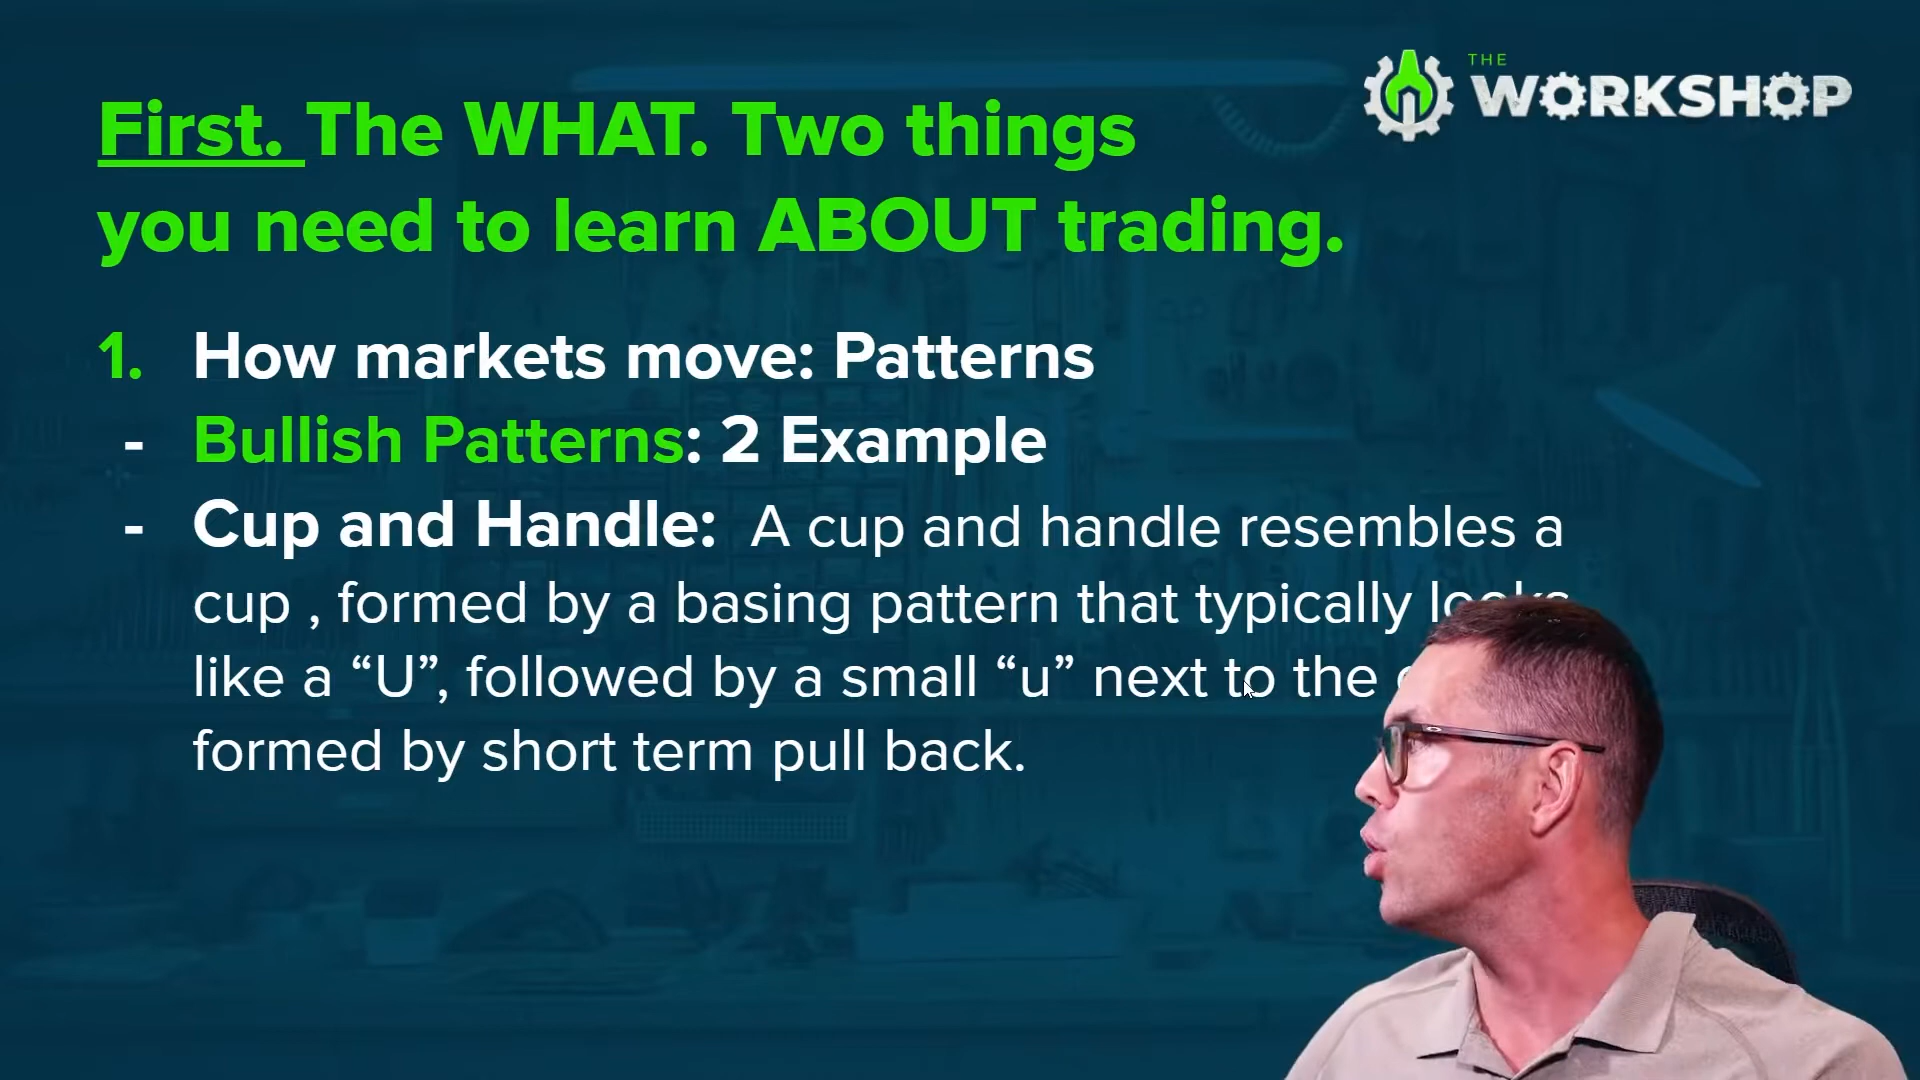 THE
WORKSHOP
First. The WHAT. Two things
you need to learn ABOUT trading.
1. How markets move: Patterns
- Bullish Patterns: 2 Example
- Cup and Handle: A cup and handle resembles a
cup , formed by a basing pattern that typically looks
like a “U”, followed by a small “u” next to the
formed by short term pull back.